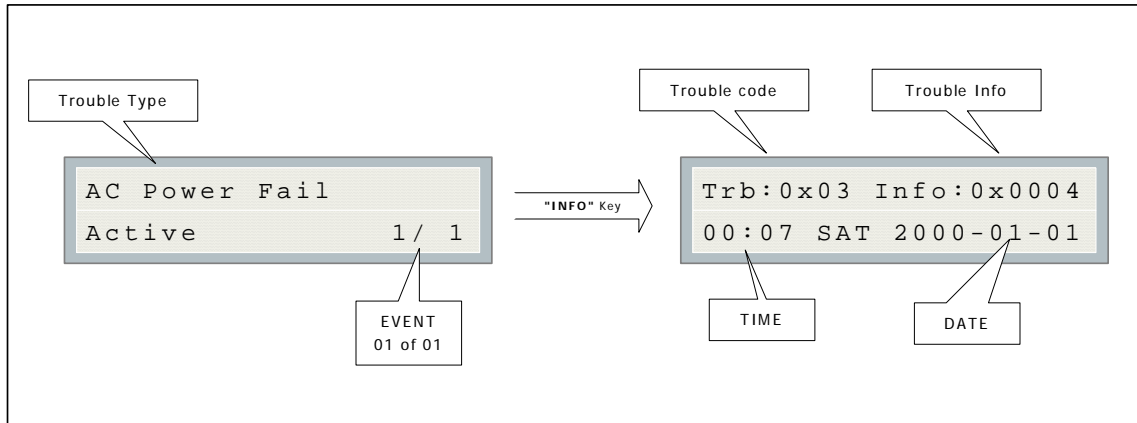 Trouble Type
AC Power Fail
Active 1/ 1
EVENT
01 of 01
"INFO" Key
Trouble code
Trouble Info
Trb:0x03 Info:0x0004
00:07 SAT 2000-01-01
TIME
DATE